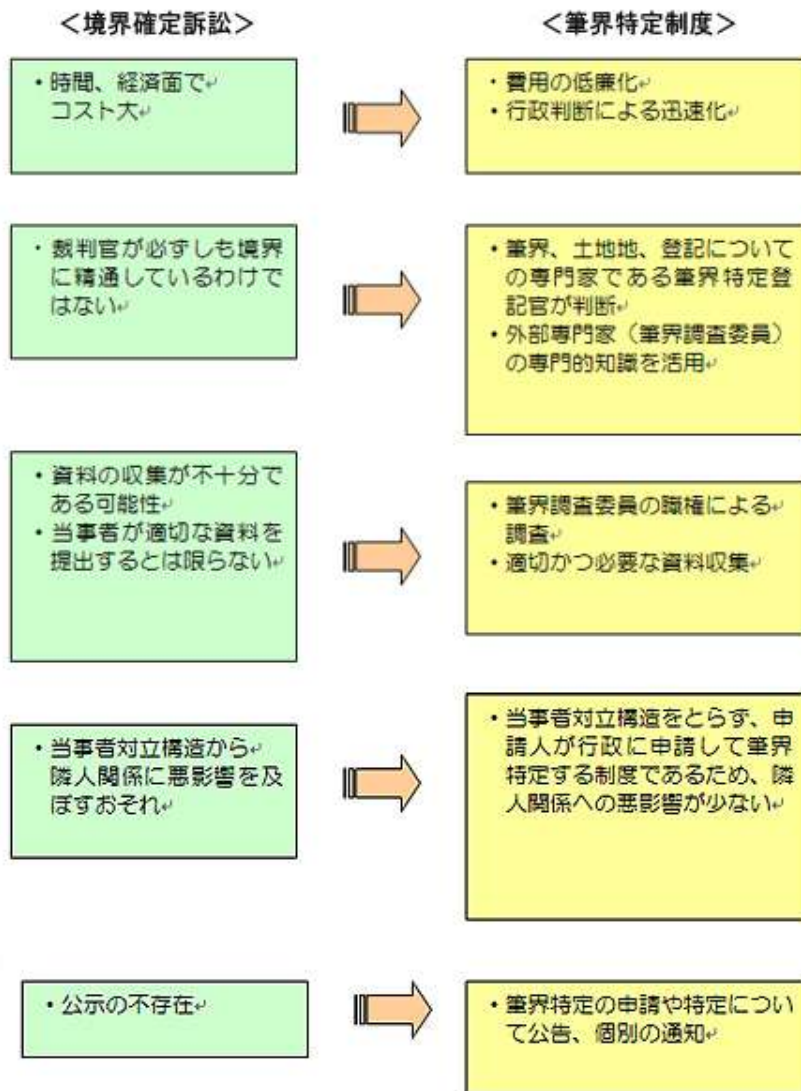 <境界確定訴訟>
<筆界特定制度>
・時間、経済面で↵
コスト大↵
・費用の低廉化↵
・行政判断による迅速化↵
・裁判官が必ずしも境界
に精通しているわけで
はない↵
・筆界、土地地、登記について
の専門家である筆界特定登
記官が判断↵
・外部専門家(筆界調査委員)
の専門的知識を活用↵
・資料の収集が不十分で
ある可能性↵
・当事者が適切な資料を
提出するとは限らない↵
・筆界調査委員の職権による↵
調査↵
・適切かつ必要な資料収集↵
・当事者対立構造から↵
隣人関係に悪影響を及
ぼすおそれ↵
・当事者対立構造をとらず、申
請人が行政に申請して筆界
特定する制度であるため、隣
人関係への悪影響が少ない↵
・公示の不存在↵
・筆界特定の申請や特定につい
て公告、個別の通知↵